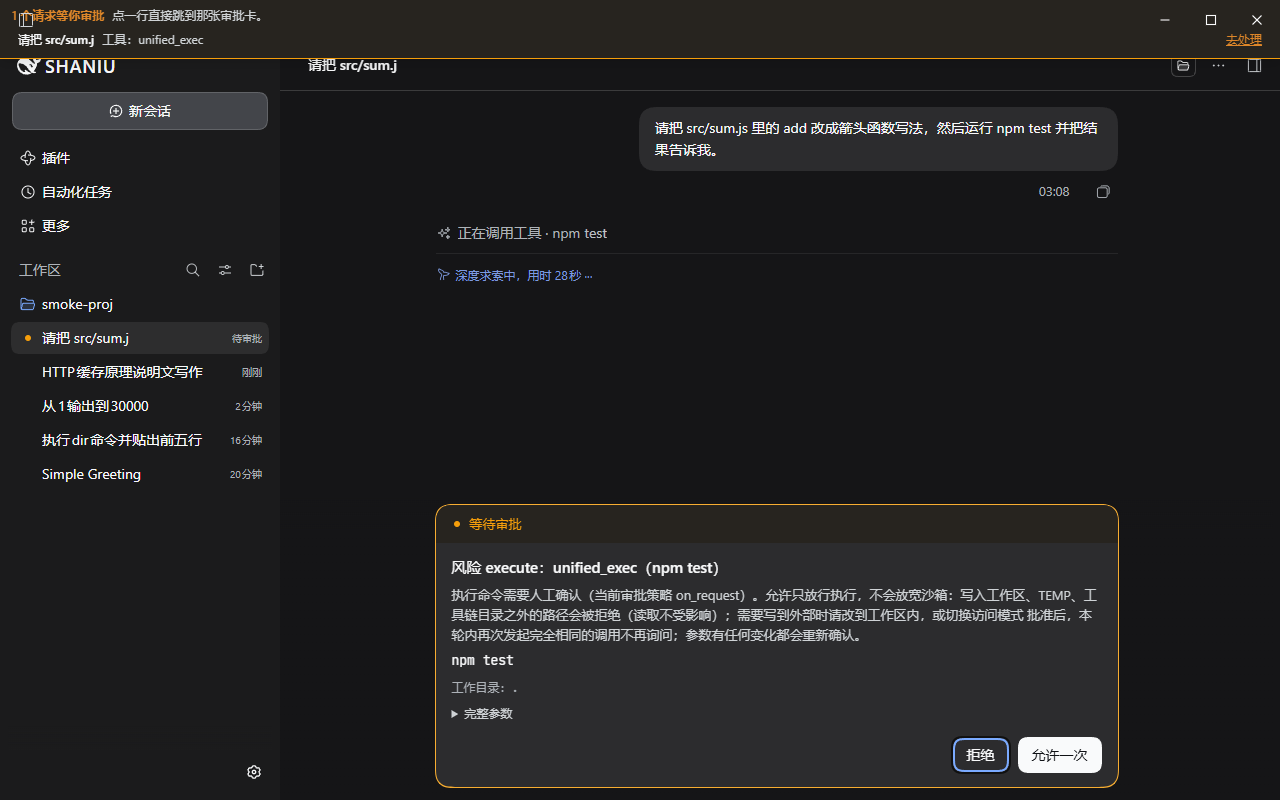 1 个请求等你审批 点一行直接跳到那张审批卡。
请把 src/sum.j 工具：unified_exec
去处理
SHANIU
请把 src/sum.j
新会话
插件
自动化任务
更多
工作区
smoke-proj
请把 src/sum.j 待审批
HTTP缓存原理说明文写作 刚刚
从1输出到30000 2分钟
执行dir命令并贴出前五行 16分钟
Simple Greeting 20分钟
请把 src/sum.js 里的 add 改成箭头函数写法，然后运行 npm test 并把结
果告诉我。
03:08
正在调用工具 · npm test
深度求索中，用时 28秒 ···
等待审批
风险 execute：unified_exec（npm test）
执行命令需要人工确认（当前审批策略 on_request）。允许只放行执行，不会放宽沙箱：写入工作区、TEMP、工
具链目录之外的路径会被拒绝（读取不受影响）；需要写到外部时请改到工作区内，或切换访问模式 批准后，本
轮内再次发起完全相同的调用不再询问；参数有任何变化都会重新确认。
npm test
工作目录：.
完整参数
拒绝
允许一次